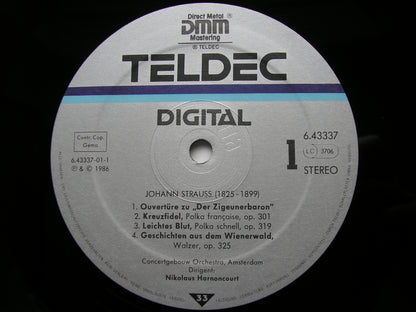 Direct Metal ®
DMM
Mastering
® TELDEC
TELDEC
DIGITAL
Contr. Cop.
Gema
6.43337
LC 3706
1
6.43337-01-1
℗ & © 1986
STEREO
JOHANN STRAUSS (1825-1899)
1. Ouvertüre zu „Der Zigeunerbaron"
2. Kreuzfidel, Polka française, op. 301
3. Leichtes Blut, Polka schnell, op. 319
4. Geschichten aus dem Wienerwald,
Walzer, op. 325
Concertgebouw Orchestra, Amsterdam
Dirigent:
Nikolaus Harnoncourt
33